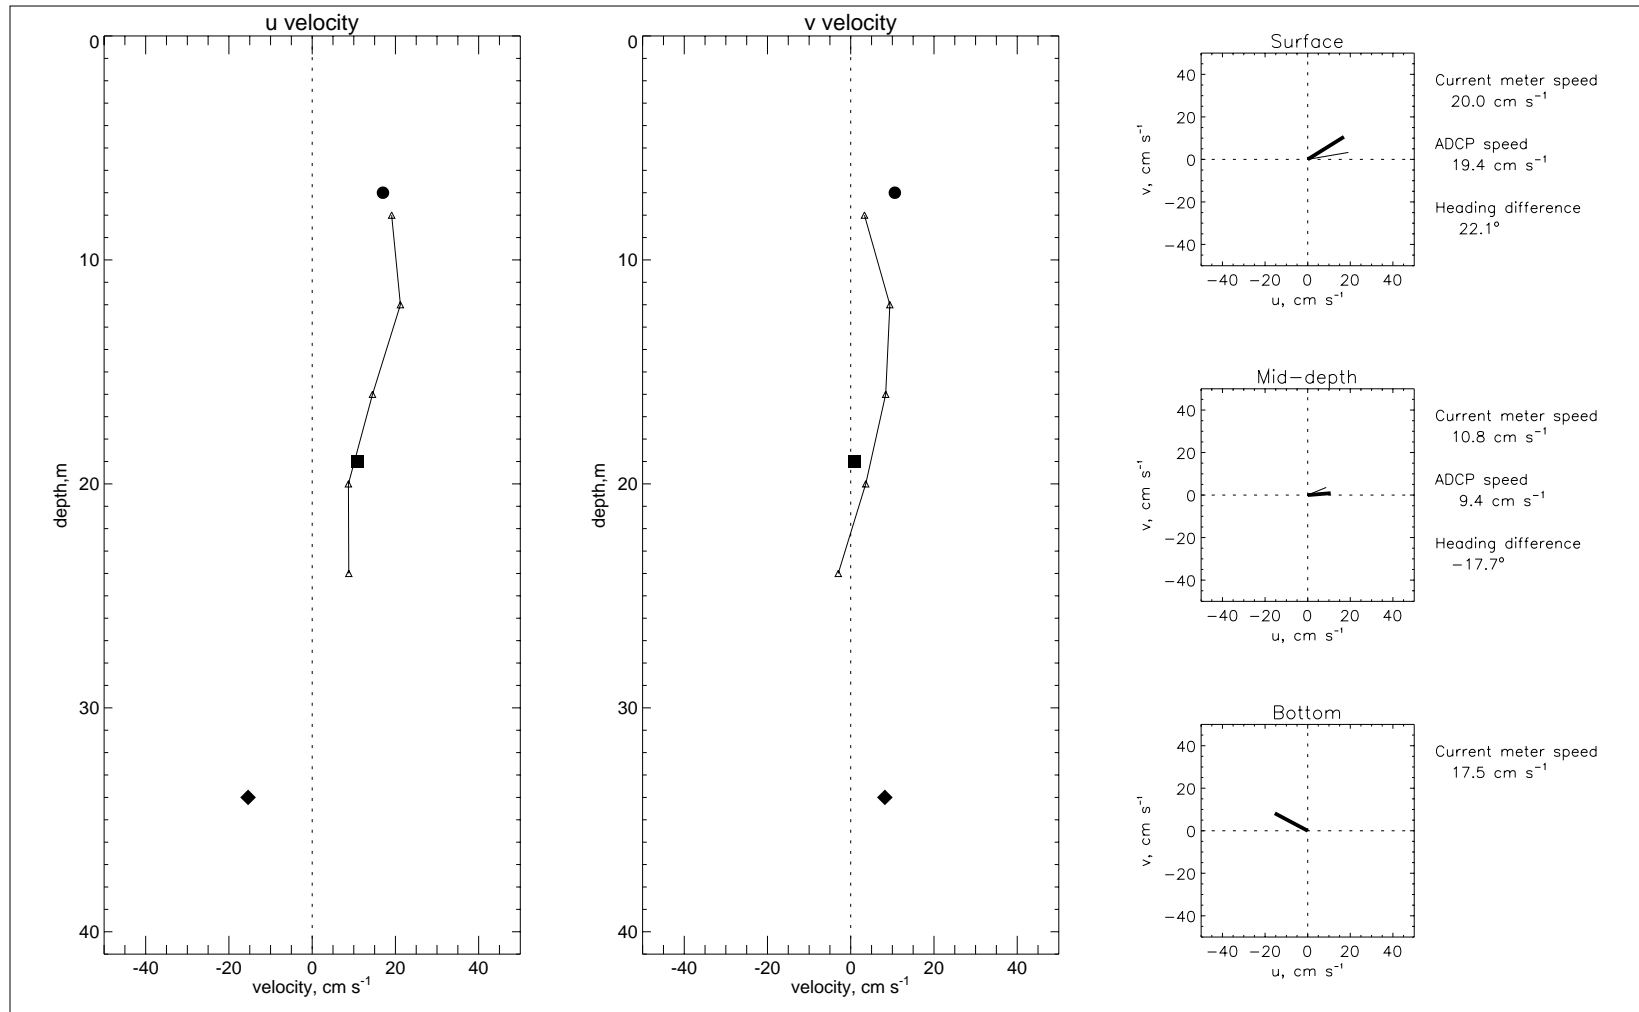 u velocity
0
10
20
30
40
depth,m
-40 -20 0 20 40
velocity, cm s⁻¹
v velocity
0
10
20
30
40
depth,m
-40 -20 0 20 40
velocity, cm s⁻¹
Surface
40
20
0
−20
−40
v, cm s⁻¹
−40 −20 0 20 40
u, cm s⁻¹
Current meter speed
20.0 cm s⁻¹
ADCP speed
19.4 cm s⁻¹
Heading difference
22.1°
Mid−depth
40
20
0
−20
−40
v, cm s⁻¹
−40 −20 0 20 40
u, cm s⁻¹
Current meter speed
10.8 cm s⁻¹
ADCP speed
9.4 cm s⁻¹
Heading difference
−17.7°
Bottom
40
20
0
−20
−40
v, cm s⁻¹
−40 −20 0 20 40
u, cm s⁻¹
Current meter speed
17.5 cm s⁻¹